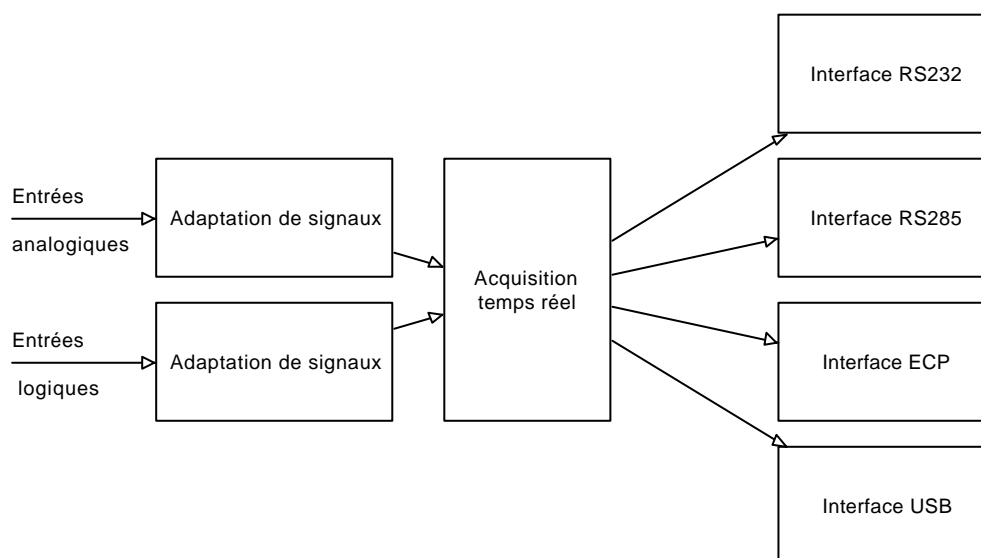 Interface RS232
Entrées
analogiques
Adaptation de signaux
Interface RS285
Acquisition
temps réel
Entrées
logiques
Adaptation de signaux
Interface ECP
Interface USB